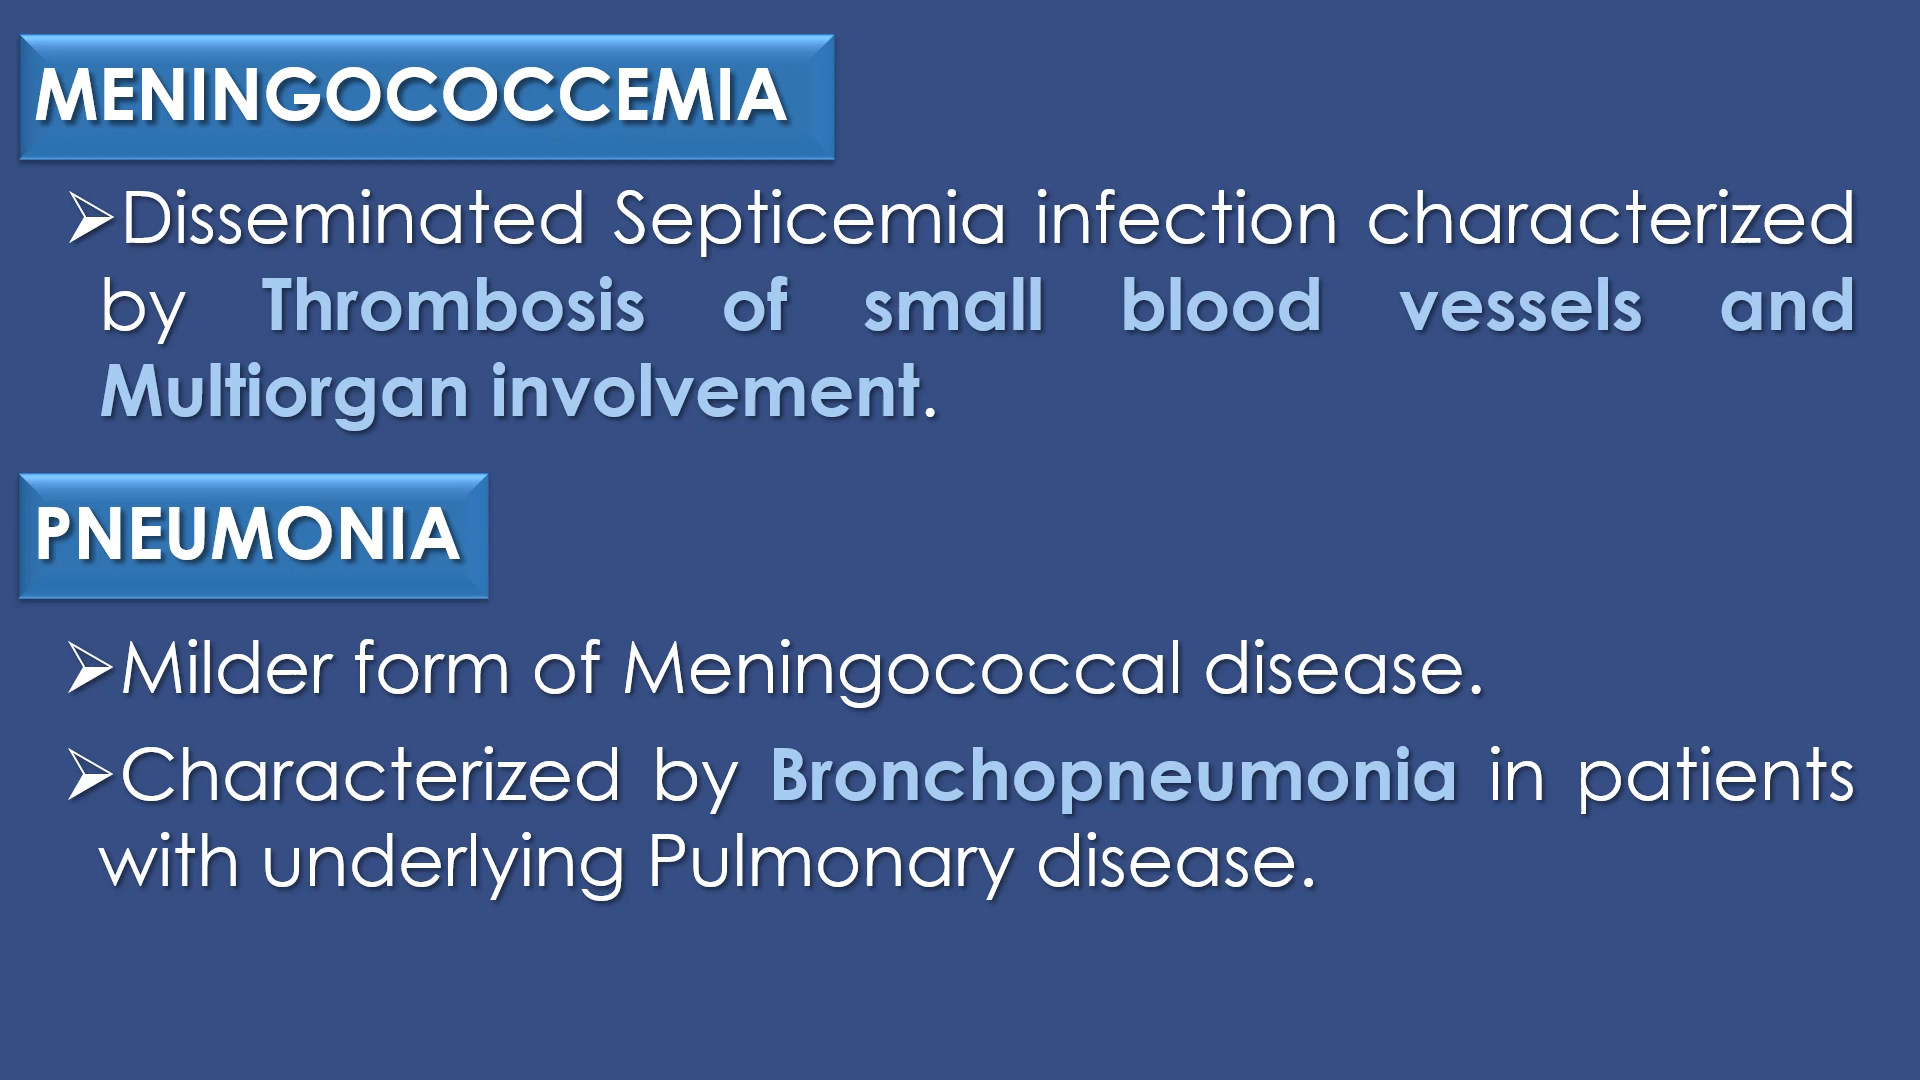 MENINGOCOCCEMIA
➢Disseminated Septicemia infection characterized
by Thrombosis of small blood vessels and
Multiorgan involvement.
PNEUMONIA
➢Milder form of Meningococcal disease.
➢Characterized by Bronchopneumonia in patients
with underlying Pulmonary disease.